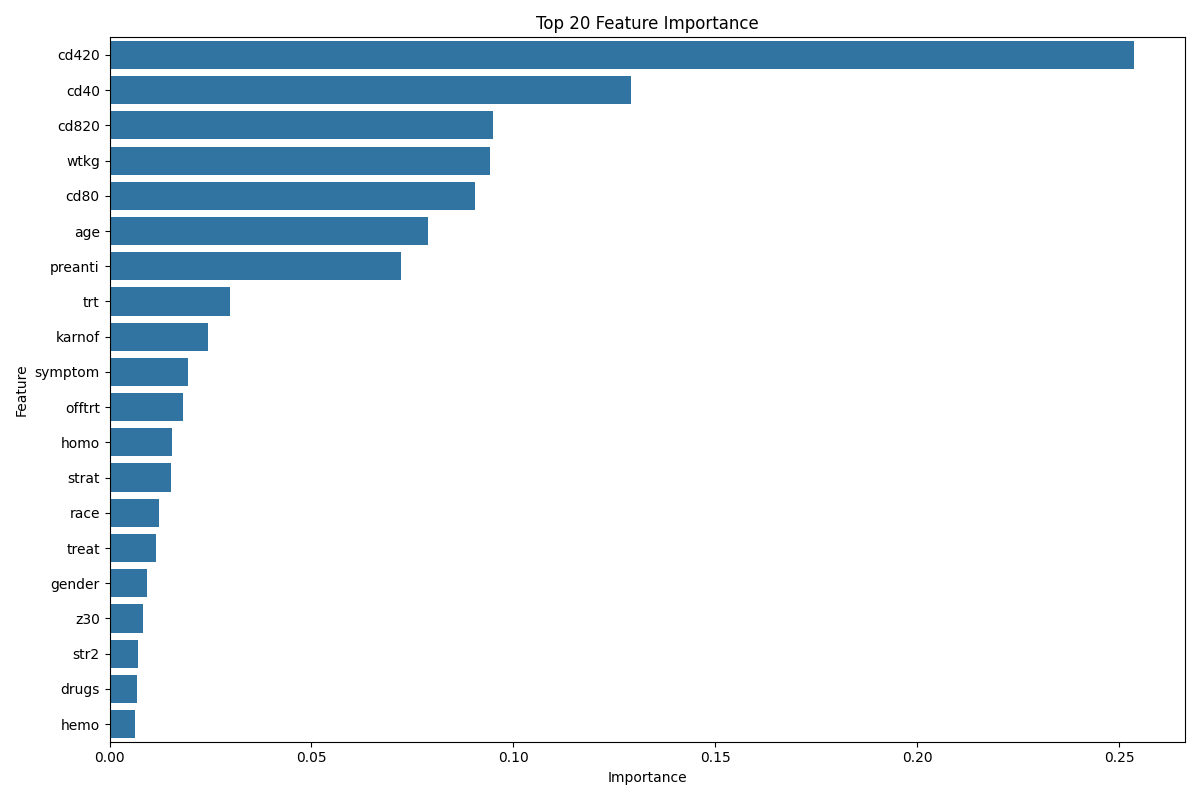 Top 20 Feature Importance
cd420
cd40
cd820
wtkg
cd80
age
preanti
trt
karnof
symptom
offtrt
homo
strat
race
treat
gender
z30
str2
drugs
hemo
Feature
0.00 0.05 0.10 0.15 0.20 0.25
Importance